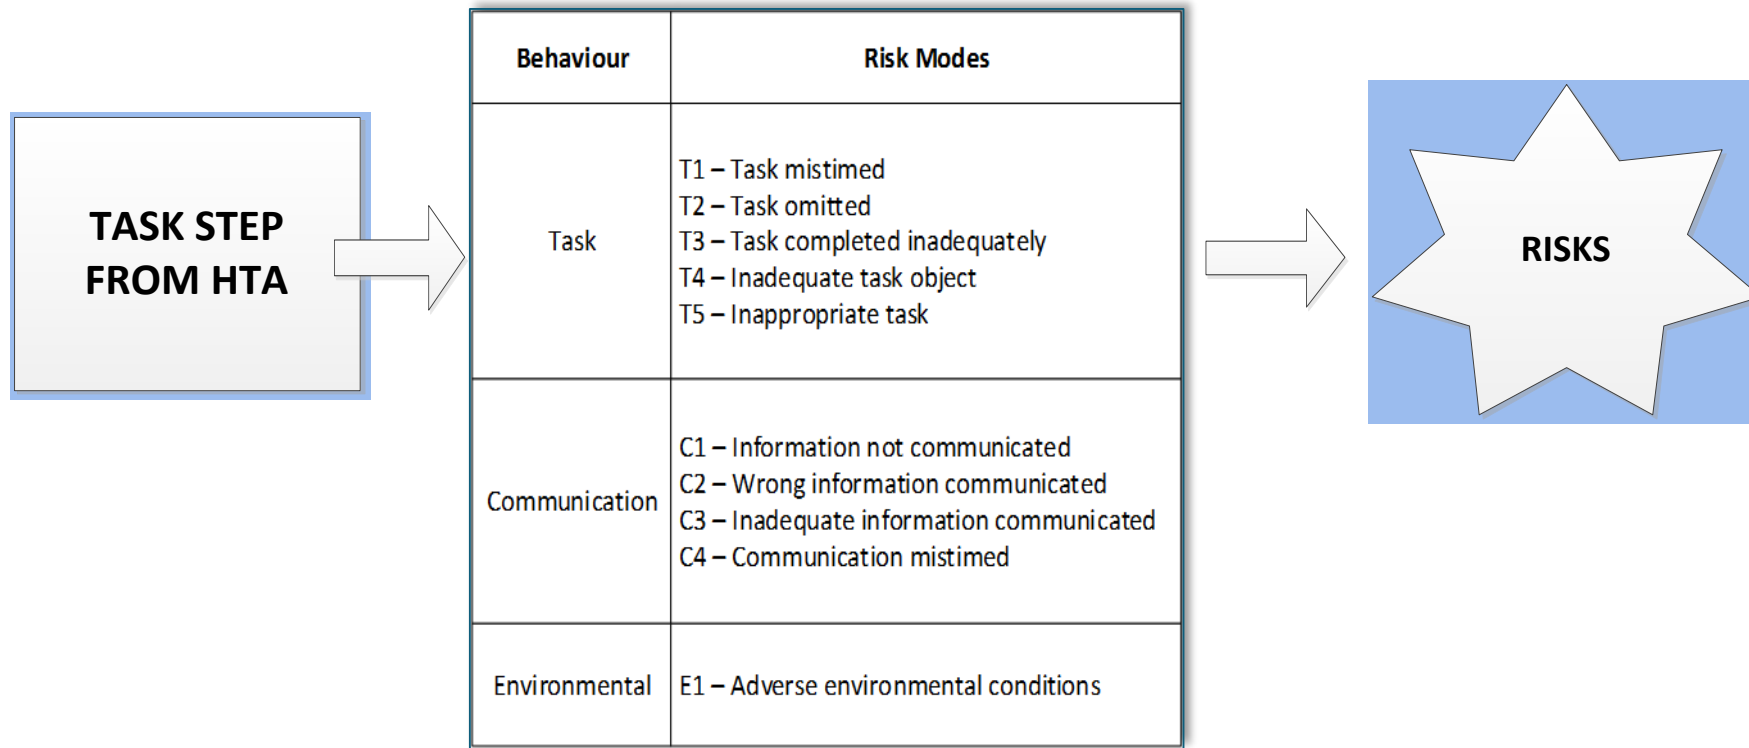 TASK STEP
FROM HTA
Behaviour
Risk Modes
Task
T1 – Task mistimed
T2 – Task omitted
T3 – Task completed inadequately
T4 – Inadequate task object
T5 – Inappropriate task
Communication
C1 – Information not communicated
C2 – Wrong information communicated
C3 – Inadequate information communicated
C4 – Communication mistimed
Environmental
E1 – Adverse environmental conditions
RISKS